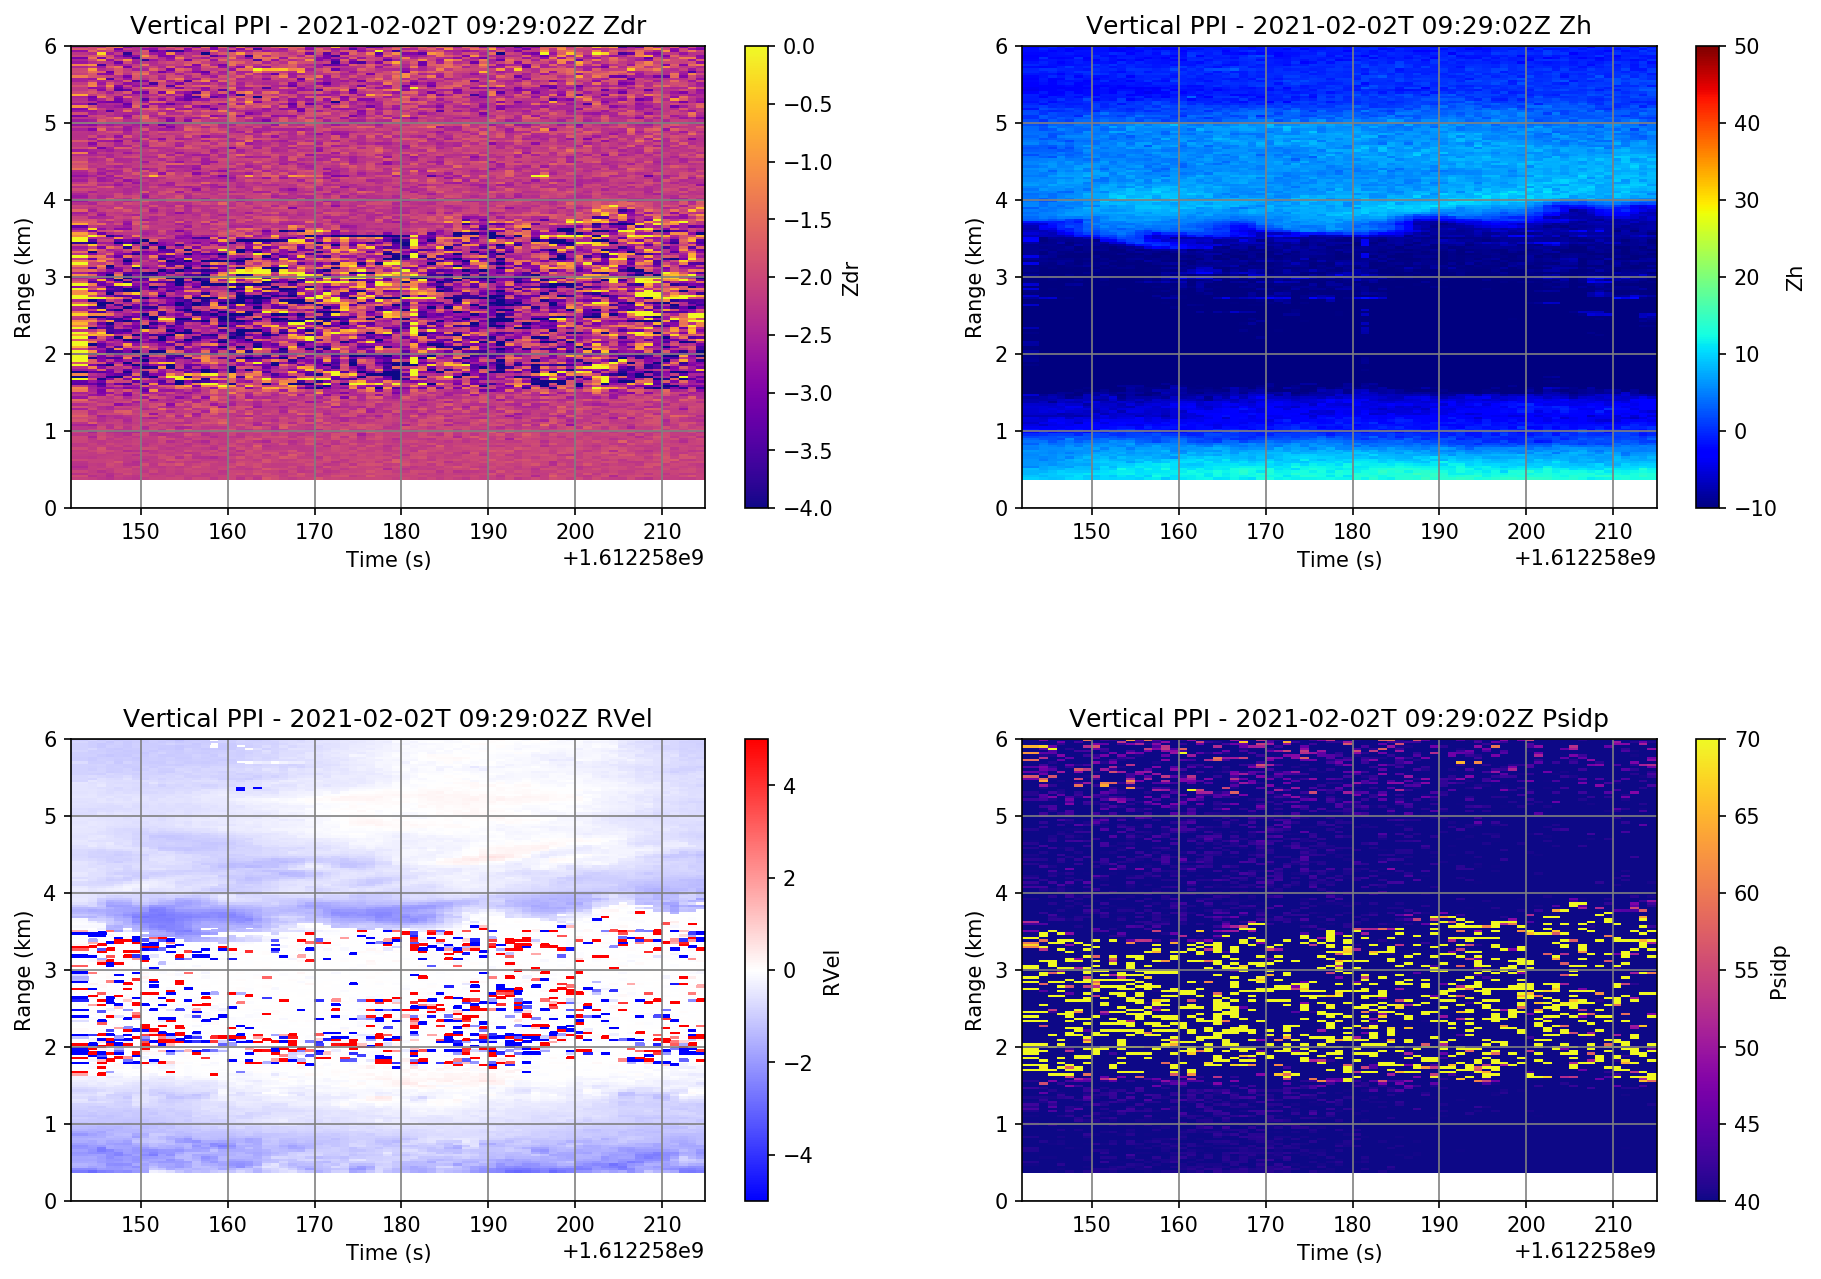 Vertical PPI - 2021-02-02T 09:29:02Z Zdr
6
5
4
3
2
1
0
Range (km)
150 160 170 180 190 200 210
Time (s)
+1.612258e9
0.0
−0.5
−1.0
−1.5
−2.0
−2.5
−3.0
−3.5
−4.0
Zdr
Vertical PPI - 2021-02-02T 09:29:02Z Zh
6
5
4
3
2
1
0
Range (km)
150 160 170 180 190 200 210
Time (s)
+1.612258e9
50
40
30
20
10
0
−10
Zh
Vertical PPI - 2021-02-02T 09:29:02Z RVel
6
5
4
3
2
1
0
Range (km)
150 160 170 180 190 200 210
Time (s)
+1.612258e9
4
2
0
−2
−4
RVel
Vertical PPI - 2021-02-02T 09:29:02Z Psidp
6
5
4
3
2
1
0
Range (km)
150 160 170 180 190 200 210
Time (s)
+1.612258e9
70
65
60
55
50
45
40
Psidp